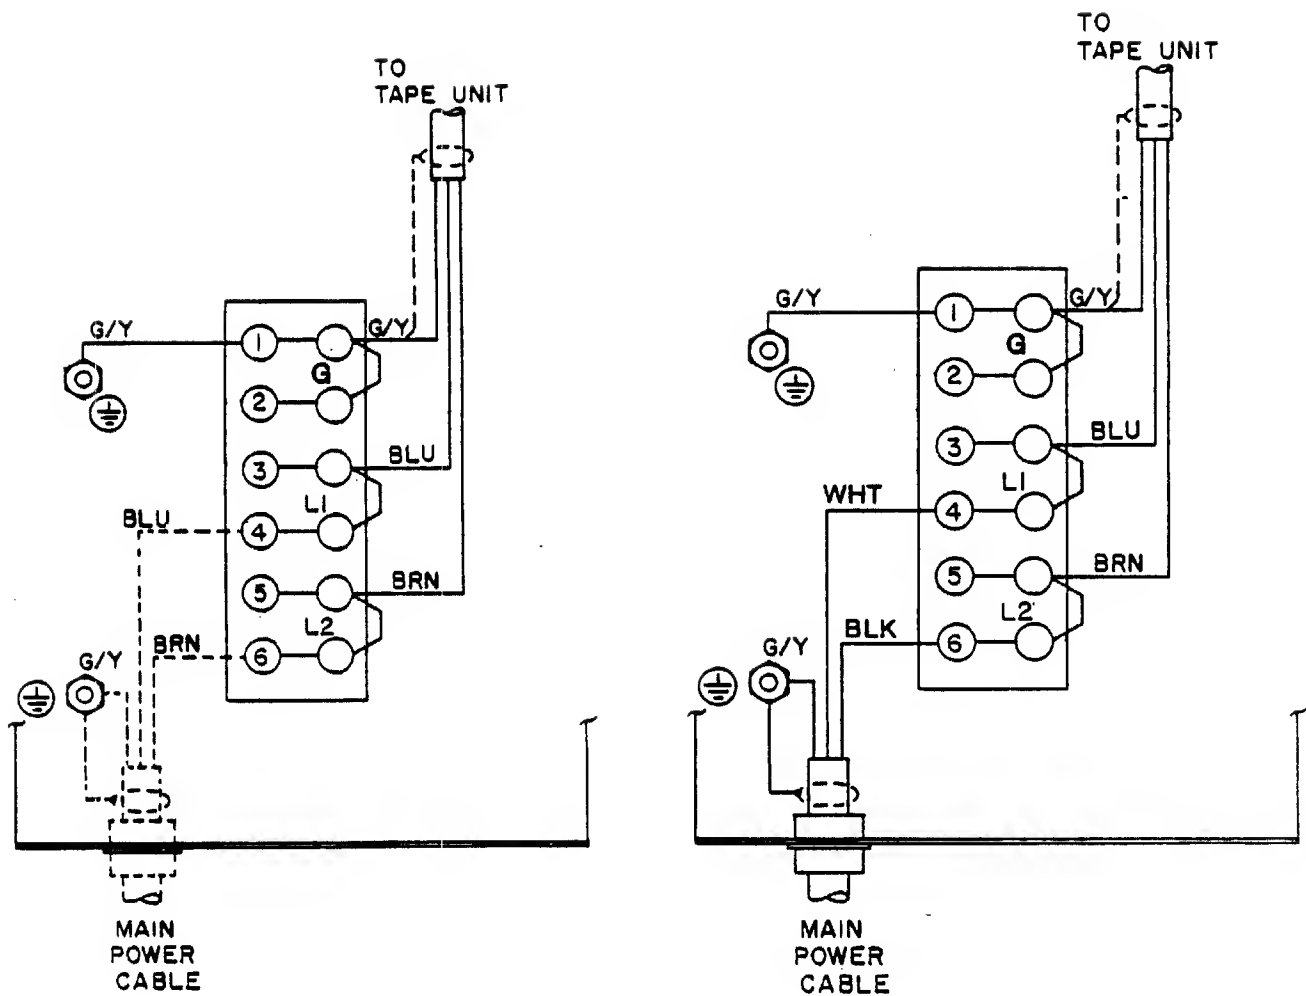 TO
TAPE UNIT
G/Y
1
G/Y
G
2
3
BLU
L1
BLU
4
5
BRN
L2
BRN
6
G/Y
MAIN
POWER
CABLE
TO
TAPE UNIT
G/Y
1
G/Y
G
2
3
BLU
L1
WHT
4
5
BRN
L2
BLK
6
G/Y
MAIN
POWER
CABLE